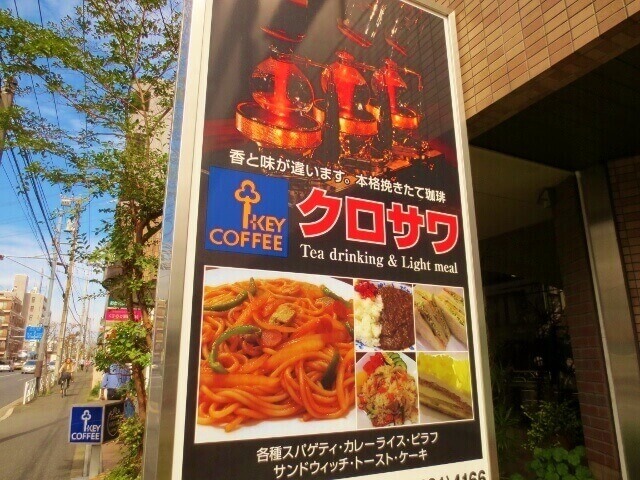 香と味が違います。本格挽きたて珈琲
KEY
COFFEE
クロサワ
Tea drinking & Light meal
各種スパゲティ・カレーライス・ピラフ
サンドウィッチ・トースト・ケーキ
4166
KEY
COFFEE